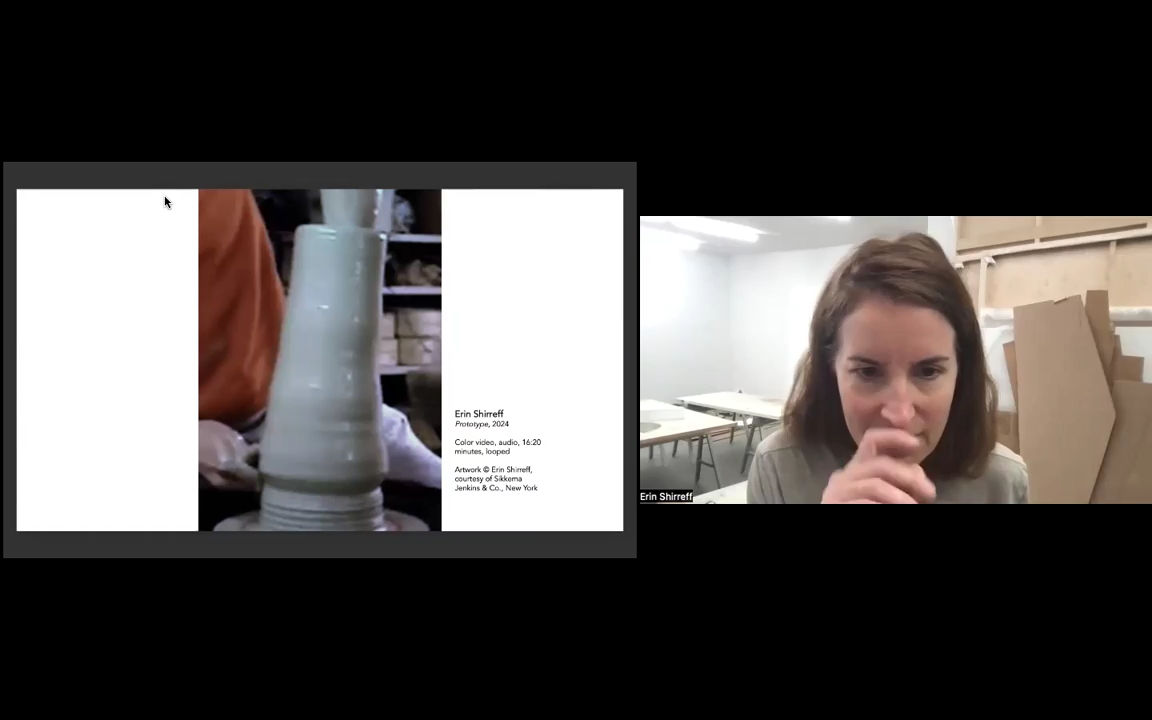 Erin Shirreff
Prototype, 2024
Color video, audio, 16:20
minutes, looped
Artwork © Erin Shirreff,
courtesy of Sikkema
Jenkins & Co., New York
Erin Shirreff